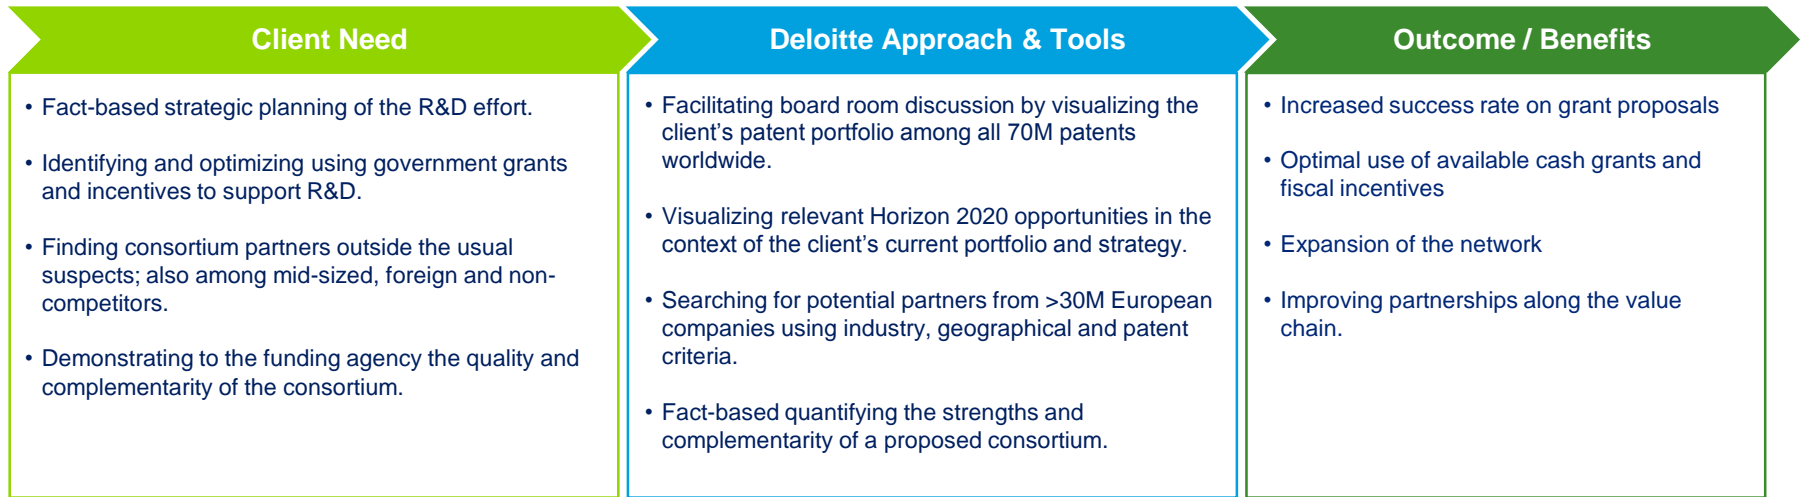 Client Need
• Fact-based strategic planning of the R&D effort.
• Identifying and optimizing using government grants
and incentives to support R&D.
• Finding consortium partners outside the usual
suspects; also among mid-sized, foreign and non-
competitors.
• Demonstrating to the funding agency the quality and
complementarity of the consortium.
Deloitte Approach & Tools
• Facilitating board room discussion by visualizing the
client’s patent portfolio among all 70M patents
worldwide.
• Visualizing relevant Horizon 2020 opportunities in the
context of the client’s current portfolio and strategy.
• Searching for potential partners from >30M European
companies using industry, geographical and patent
criteria.
• Fact-based quantifying the strengths and
complementarity of a proposed consortium.
Outcome / Benefits
• Increased success rate on grant proposals
• Optimal use of available cash grants and
fiscal incentives
• Expansion of the network
• Improving partnerships along the value
chain.